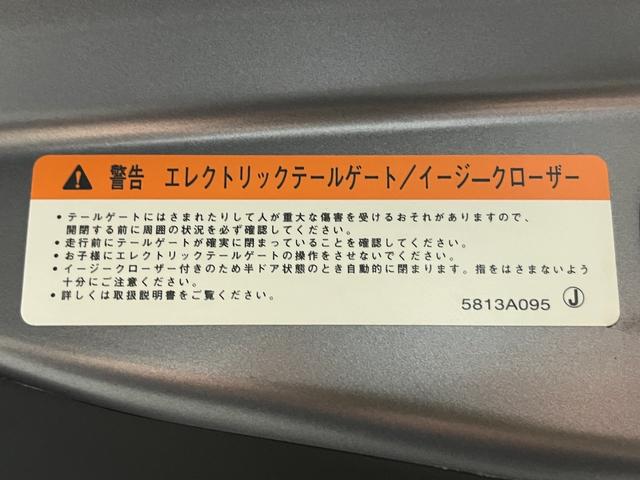 警告 エレクトリックテールゲート/イージークローザー
・テールゲートにはさまれたりして人が重大な傷害を受けるおそれがありますので、
開閉する前に周囲の状況を必ず確認してください。
・走行前にテールゲートが確実に閉まっていることを確認してください。
・お子様にエレクトリックテールゲートの操作をさせないでください。
・イージークローザー付きのため半ドア状態のとき自動的に閉まります。指をはさまないよう
十分にご注意ください。
・詳しくは取扱説明書をご覧ください。
5813A095 Ⓙ